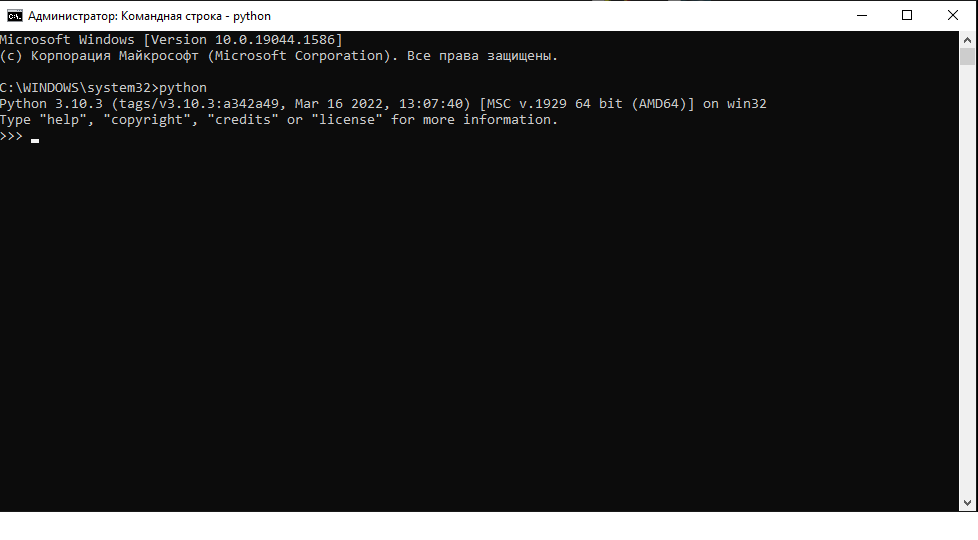 Администратор: Командная строка - python
Microsoft Windows [Version 10.0.19044.1586]
(c) Корпорация Майкрософт (Microsoft Corporation). Все права защищены.
C:\WINDOWS\system32>python
Python 3.10.3 (tags/v3.10.3:a342a49, Mar 16 2022, 13:07:40) [MSC v.1929 64 bit (AMD64)] on win32
Type "help", "copyright", "credits" or "license" for more information.
>>>